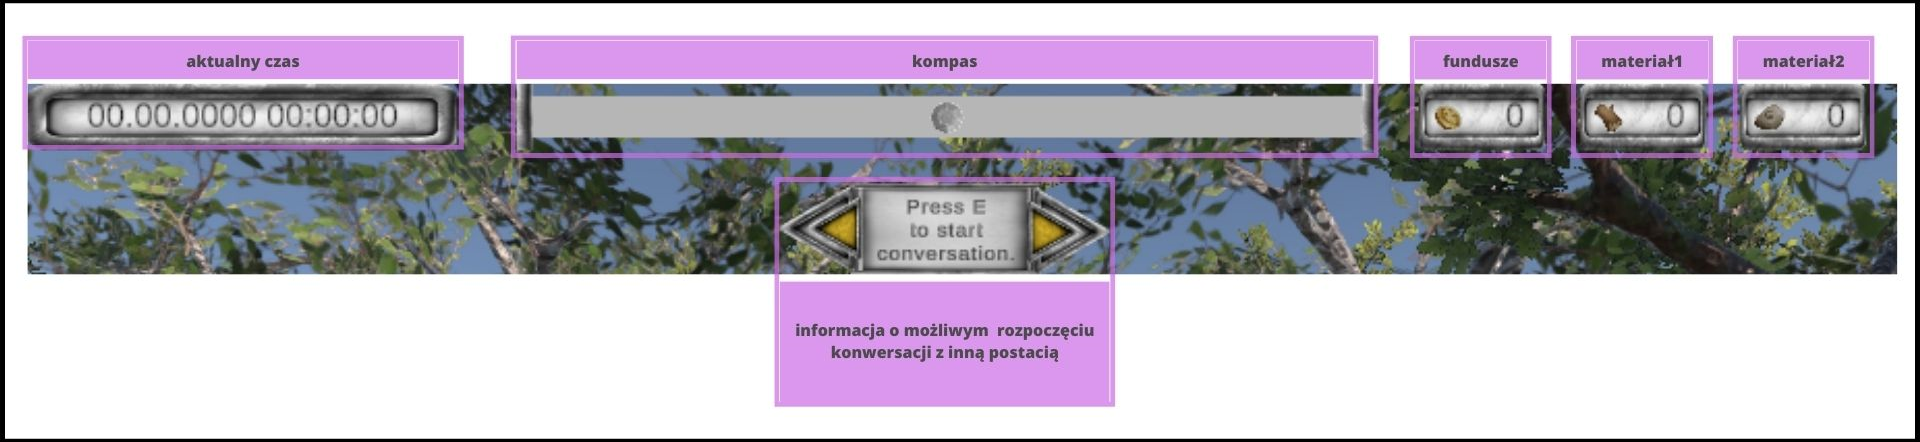 aktualny czas
kompas
fundusze
materiał1
materiał2
00.00.0000 00:00:00
0
0
0
Press E
to start
conversation.
informacja o możliwym rozpoczęciu
konwersacji z inną postacią